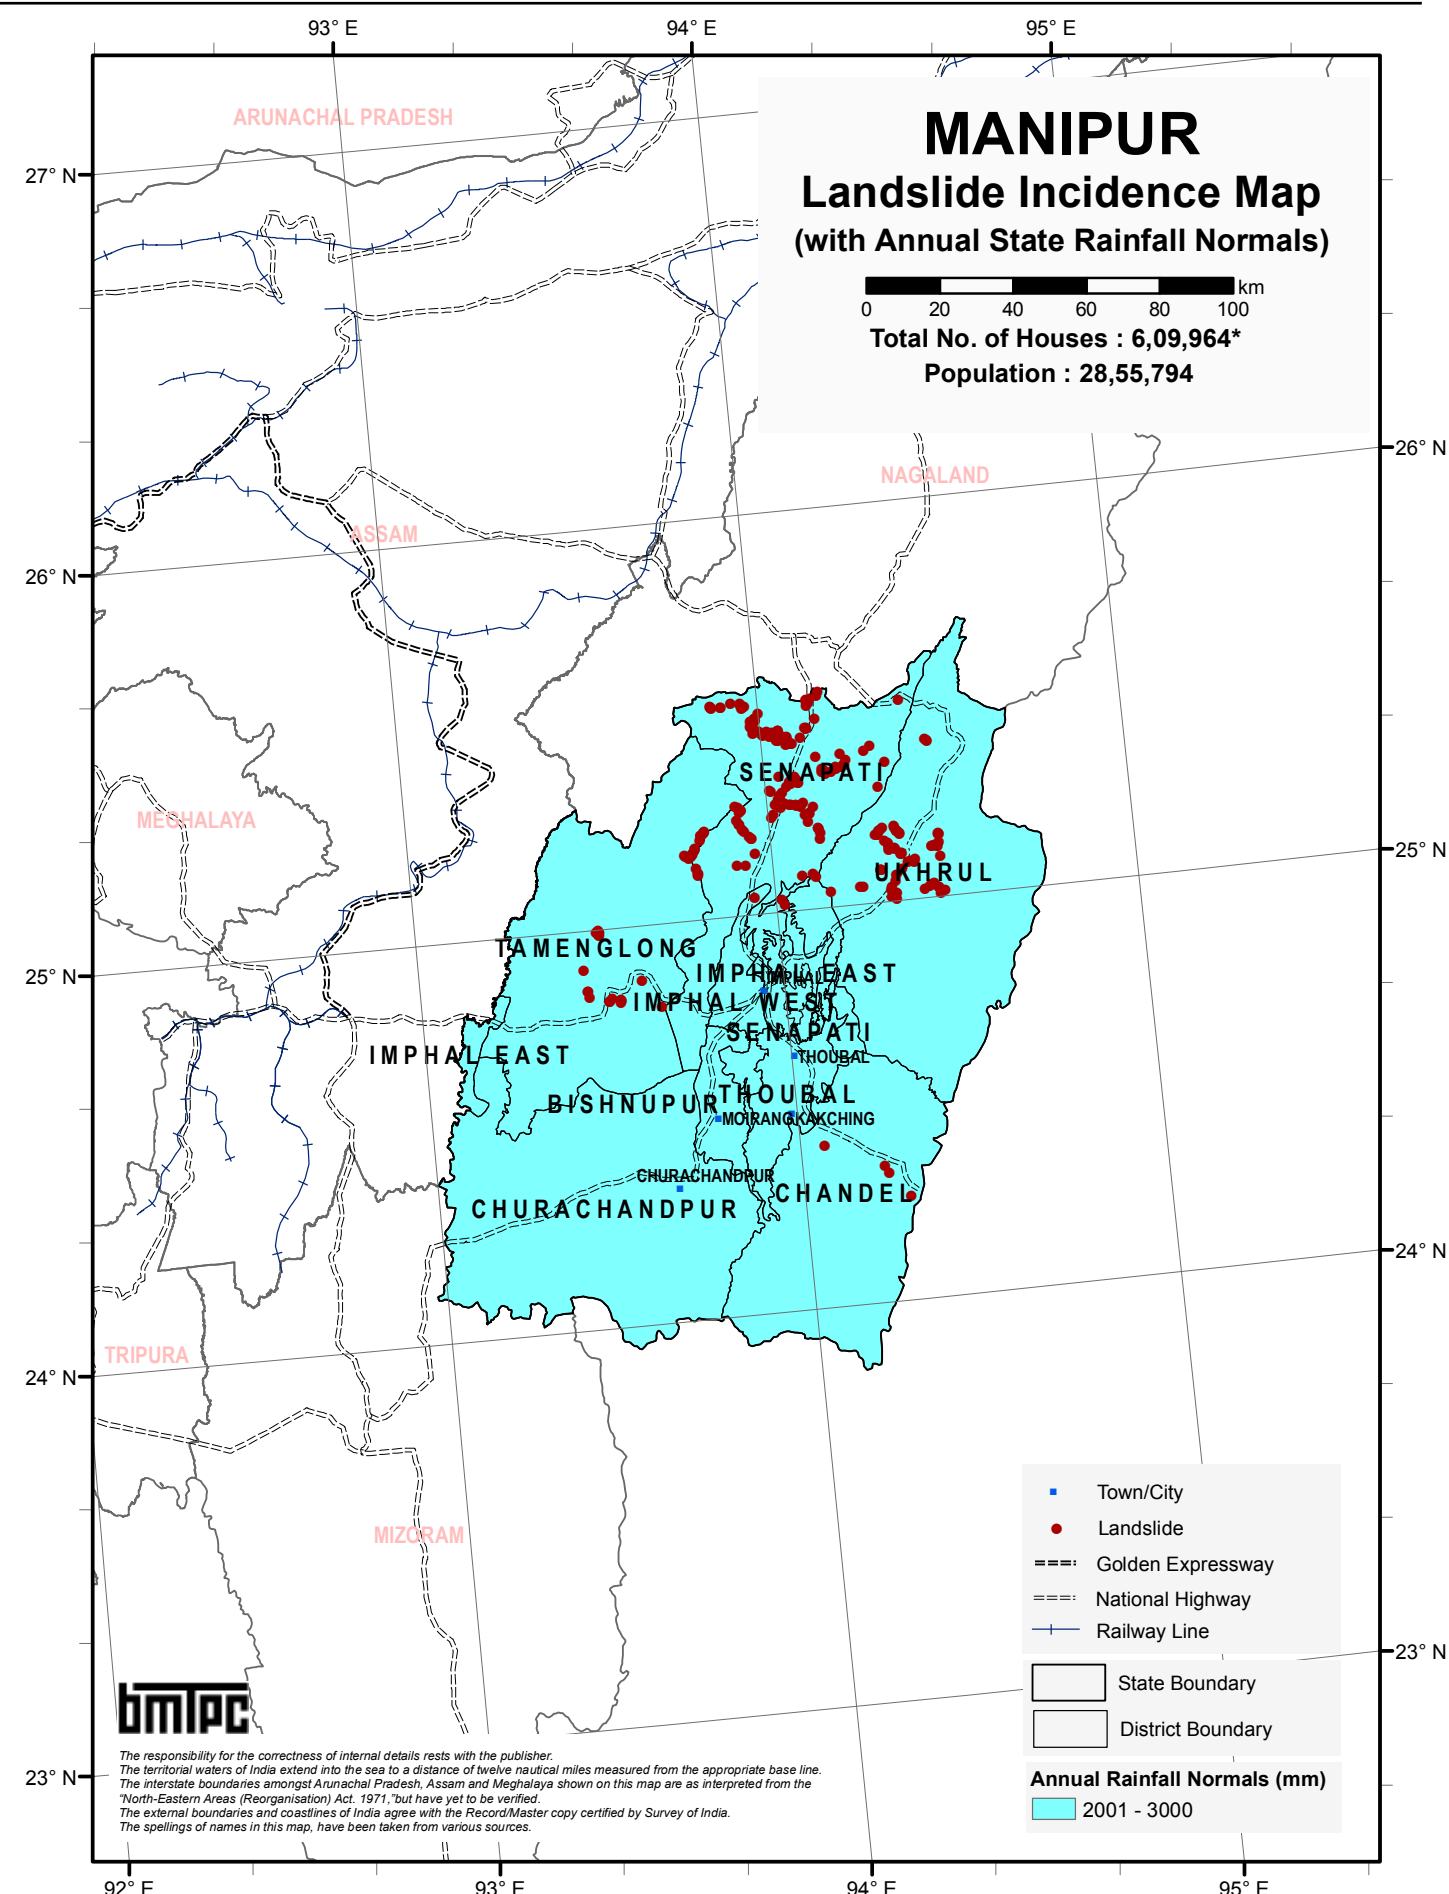 93° E
94° E
95° E
MANIPUR
Landslide Incidence Map
(with Annual State Rainfall Normals)
km
0 20 40 60 80 100
Total No. of Houses : 6,09,964*
Population : 28,55,794
ARUNACHAL PRADESH
27° N
26° N
NAGALAND
ASSAM
26° N
SENAPATI
MEGHALAYA
25° N
UKHRUL
TAMENGLONG
25° N
IMPHAL EAST
IMPHAL
IMPHAL WEST
SENAPATI
IMPHAL EAST
THOUBAL
THOUBAL
BISHNUPUR
MOIRANG
KAKCHING
CHURACHANDPUR
CHANDEL
CHURACHANDPUR
24° N
TRIPURA
24° N
MIZORAM
Town/City
Landslide
Golden Expressway
National Highway
Railway Line
23° N
State Boundary
District Boundary
Annual Rainfall Normals (mm)
2001 - 3000
bmTpc
The responsibility for the correctness of internal details rests with the publisher.
The territorial waters of India extend into the sea to a distance of twelve nautical miles measured from the appropriate base line.
The interstate boundaries amongst Arunachal Pradesh, Assam and Meghalaya shown on this map are as interpreted from the
"North-Eastern Areas (Reorganisation) Act. 1971,"but have yet to be verified.
The external boundaries and coastlines of India agree with the Record/Master copy certified by Survey of India.
The spellings of names in this map, have been taken from various sources.
23° N
92° E
93° E
94° E
95° E